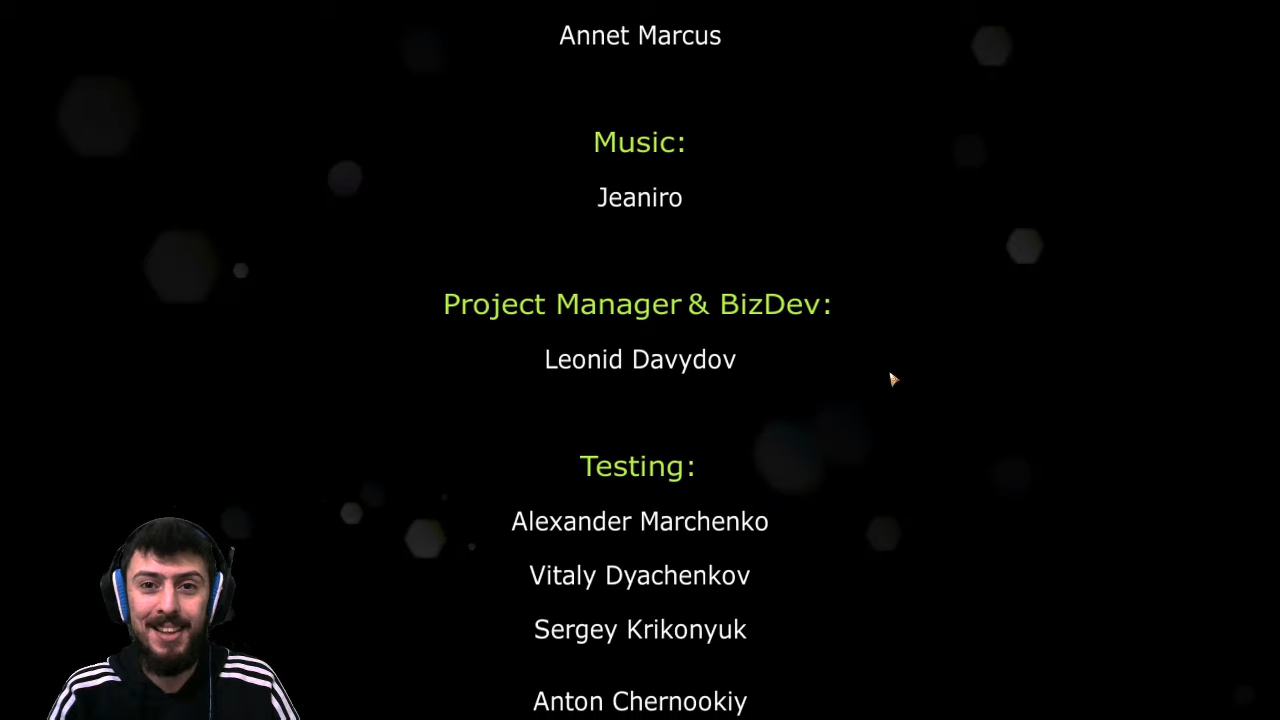 Annet Marcus
Music:
Jeaniro
Project Manager & BizDev:
Leonid Davydov
Testing:
Alexander Marchenko
Vitaly Dyachenkov
Sergey Krikonyuk
Anton Chernookiy